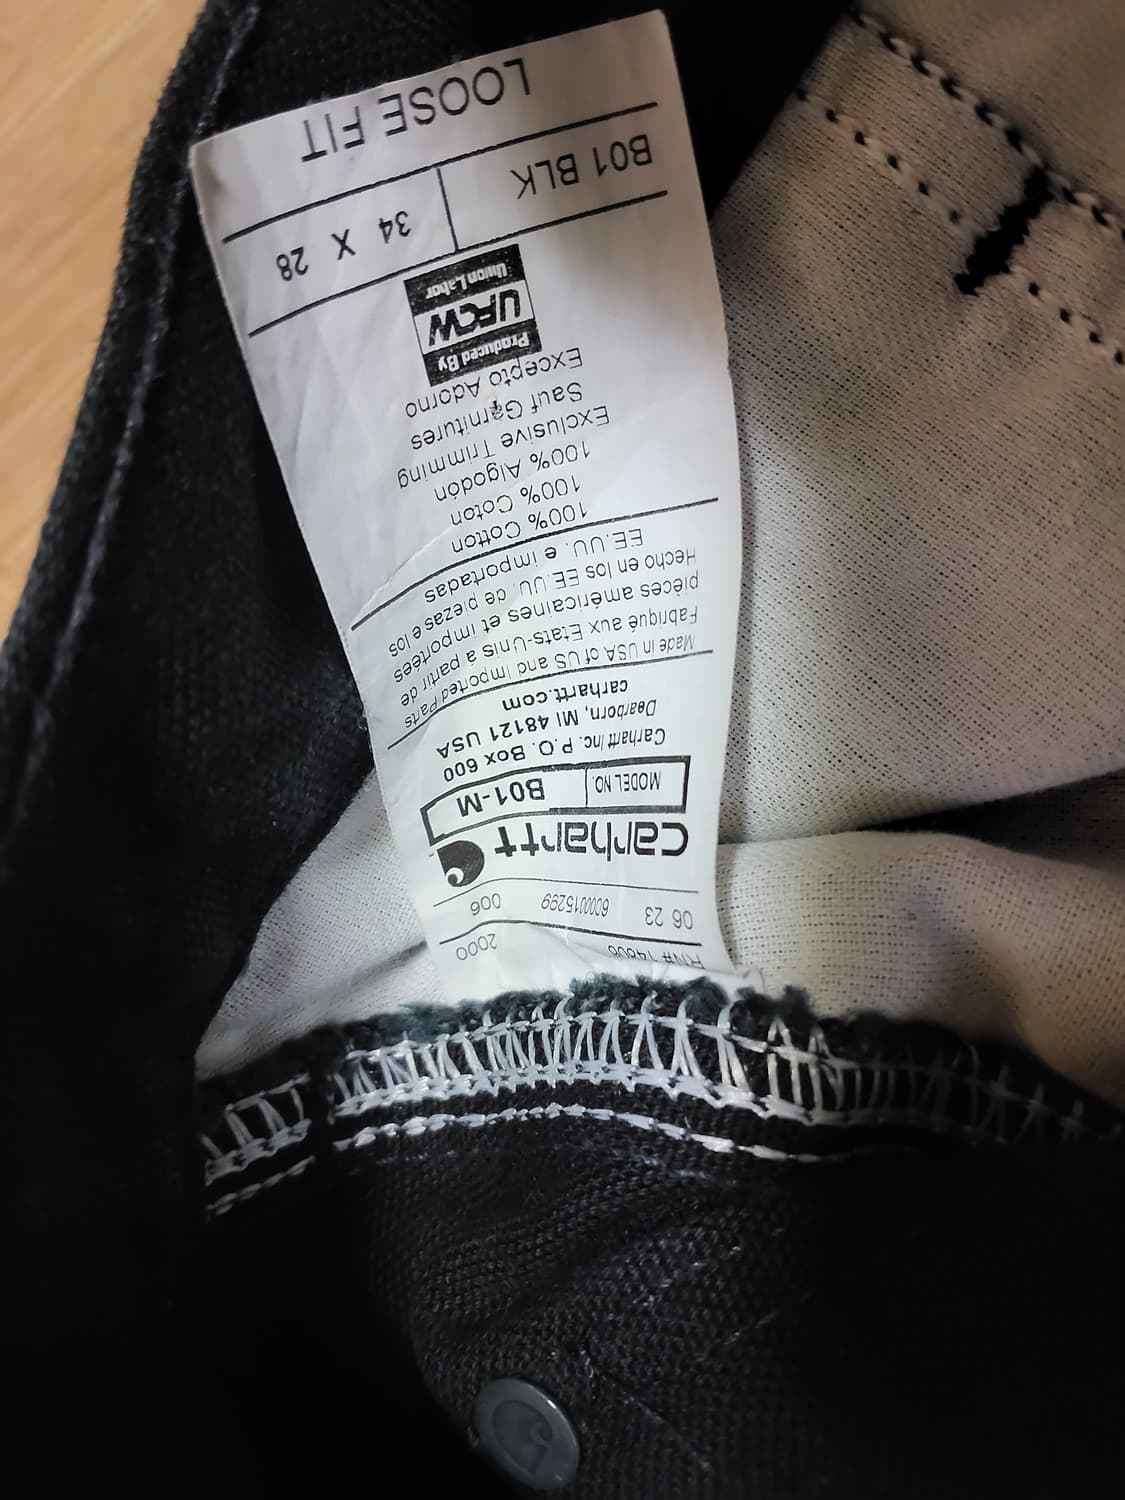 RN# 14806 2000
06 23 6000015299 006
carhartt
MODEL NO. B01-M
Carhartt Inc. P.O. Box 600
Dearborn, MI 48121 USA
carhartt.com
Made in USA of US and Imported Parts
Fabriqué aux Etats-Unis à partir de
pièces américaines et importées
Hecho en los EE.UU. de piezas e los
EE.UU. e importadas
100% Cotton
100% Coton
100% Algodón
Exclusive Trimming
Sauf Garnitures
Excepto Adorno
Produced By
UFCW
Union Labor
34 X 28
B01 BLK
LOOSE FIT